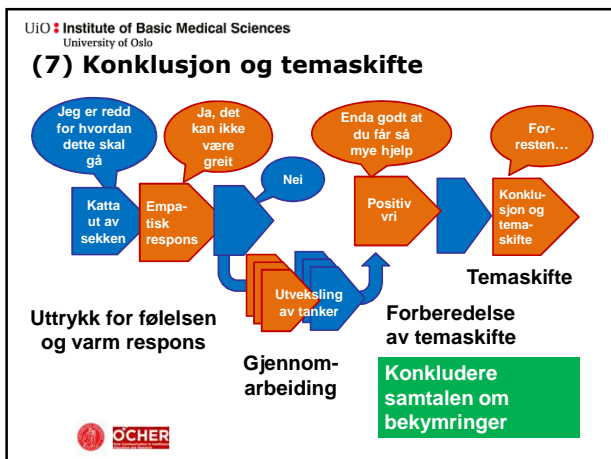 UiO : Institute of Basic Medical Sciences
University of Oslo
(7) Konklusjon og temaskifte
Jeg er redd
for hvordan
dette skal
gå
Ja, det
kan ikke
være
greit
Nei
Enda godt at
du får så
mye hjelp
For-
resten…
Katta
ut av
sekken
Empa-
tisk
respons
Positiv
vri
Konklu-
sjon og
tema-
skifte
Utveksling
av tanker
Temaskifte
Uttrykk for følelsen
og varm respons
Forberedelse
av temaskifte
Gjennom-
arbeiding
Konkludere
samtalen om
bekymringer
OCHER